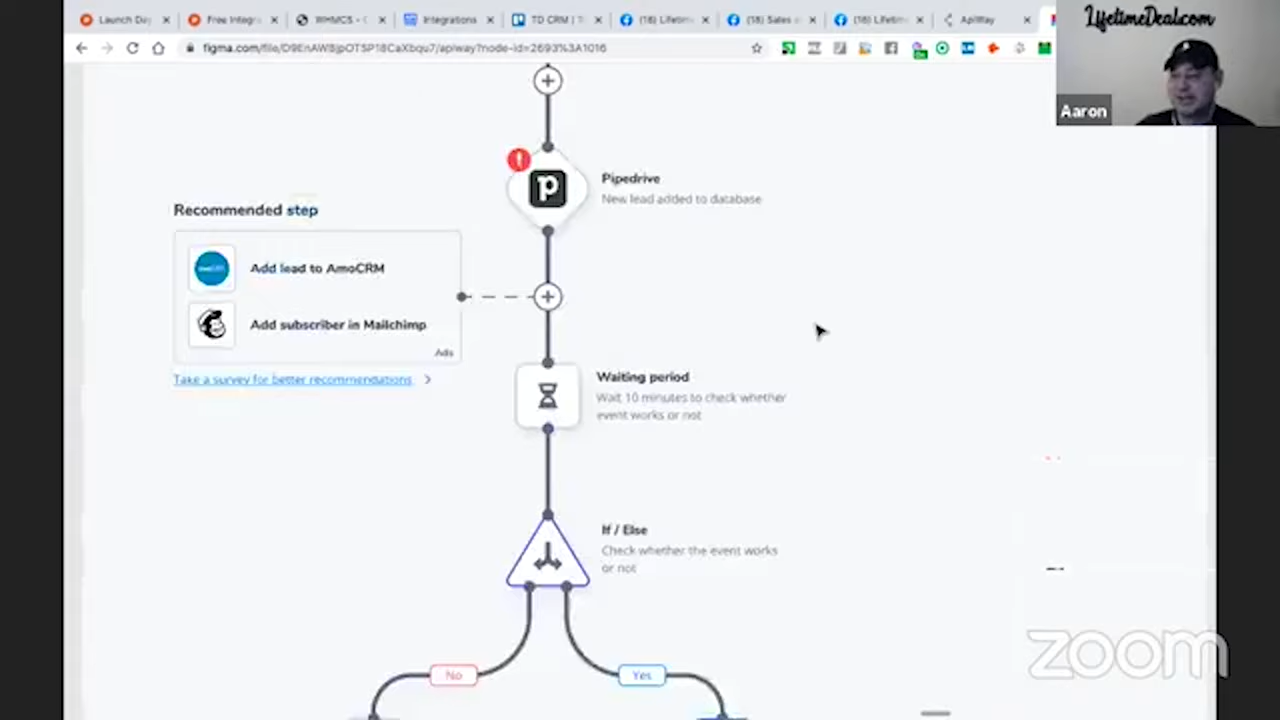 Launch Day
Free Integra
WHMCS - C
Integrations
TD CRM | T
(18) Lifetim
(18) Sales
(18) Lifetim
ApiWay
LifetimeDeal.com
figma.com/file/D9EnAWBjpOTSP18CaXbqu7/apiway?node-id=2693%3A1016
Aaron
Pipedrive
New lead added to database
Recommended step
Add lead to AmoCRM
Add subscriber in Mailchimp
Ads
Take a survey for better recommendations
Waiting period
Wait 10 minutes to check whether
event works or not
If / Else
Check whether the event works
or not
No
Yes
zoom